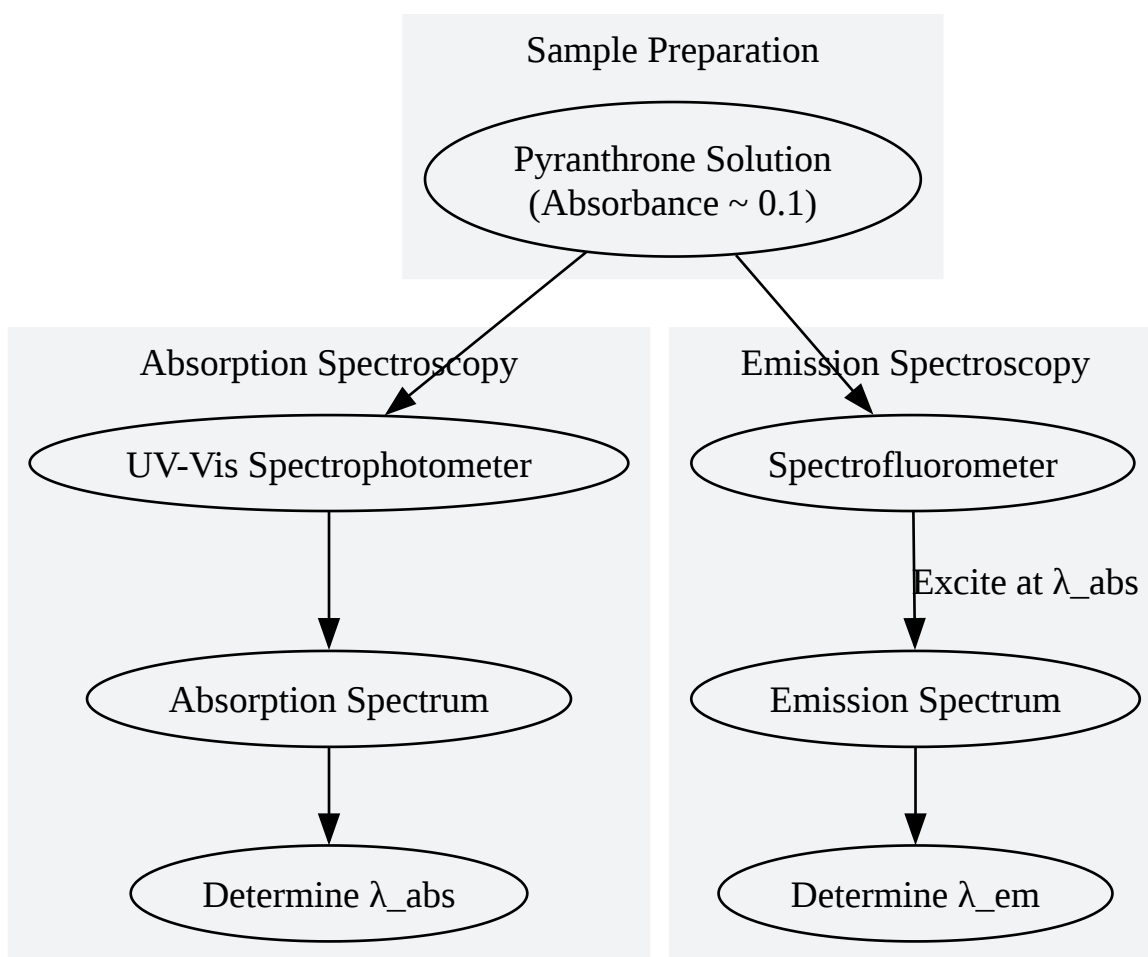 Sample Preparation
Pyranthrone Solution
(Absorbance ~ 0.1)
Absorption Spectroscopy
UV-Vis Spectrophotometer
Absorption Spectrum
Determine λ_abs
Emission Spectroscopy
Spectrofluorometer
Excite at λ_abs
Emission Spectrum
Determine λ_em